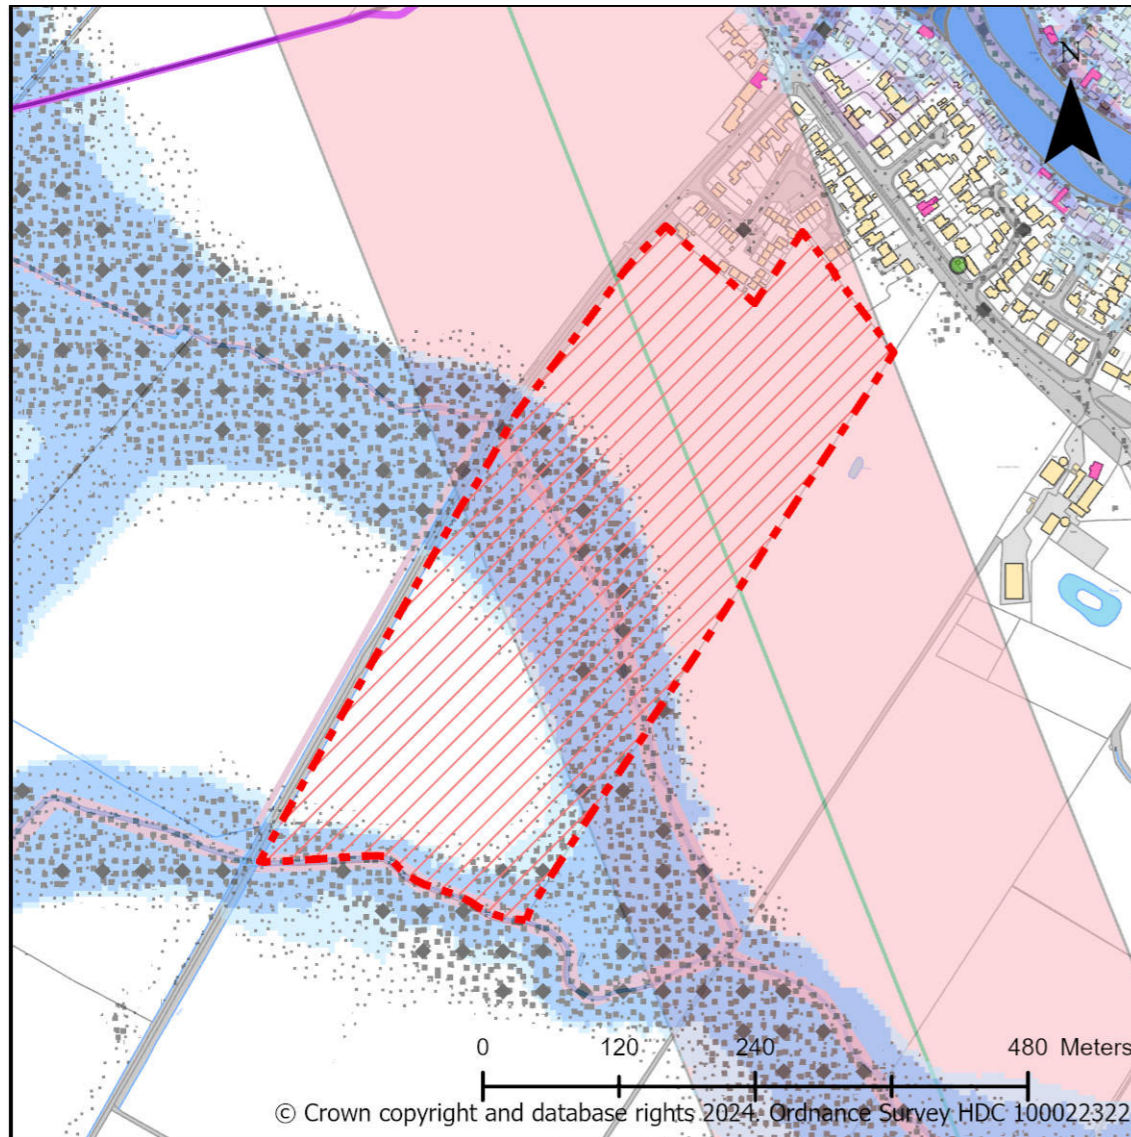 N
0 120 240 480 Meters
© Crown copyright and database rights 2024. Ordnance Survey HDC 100022322